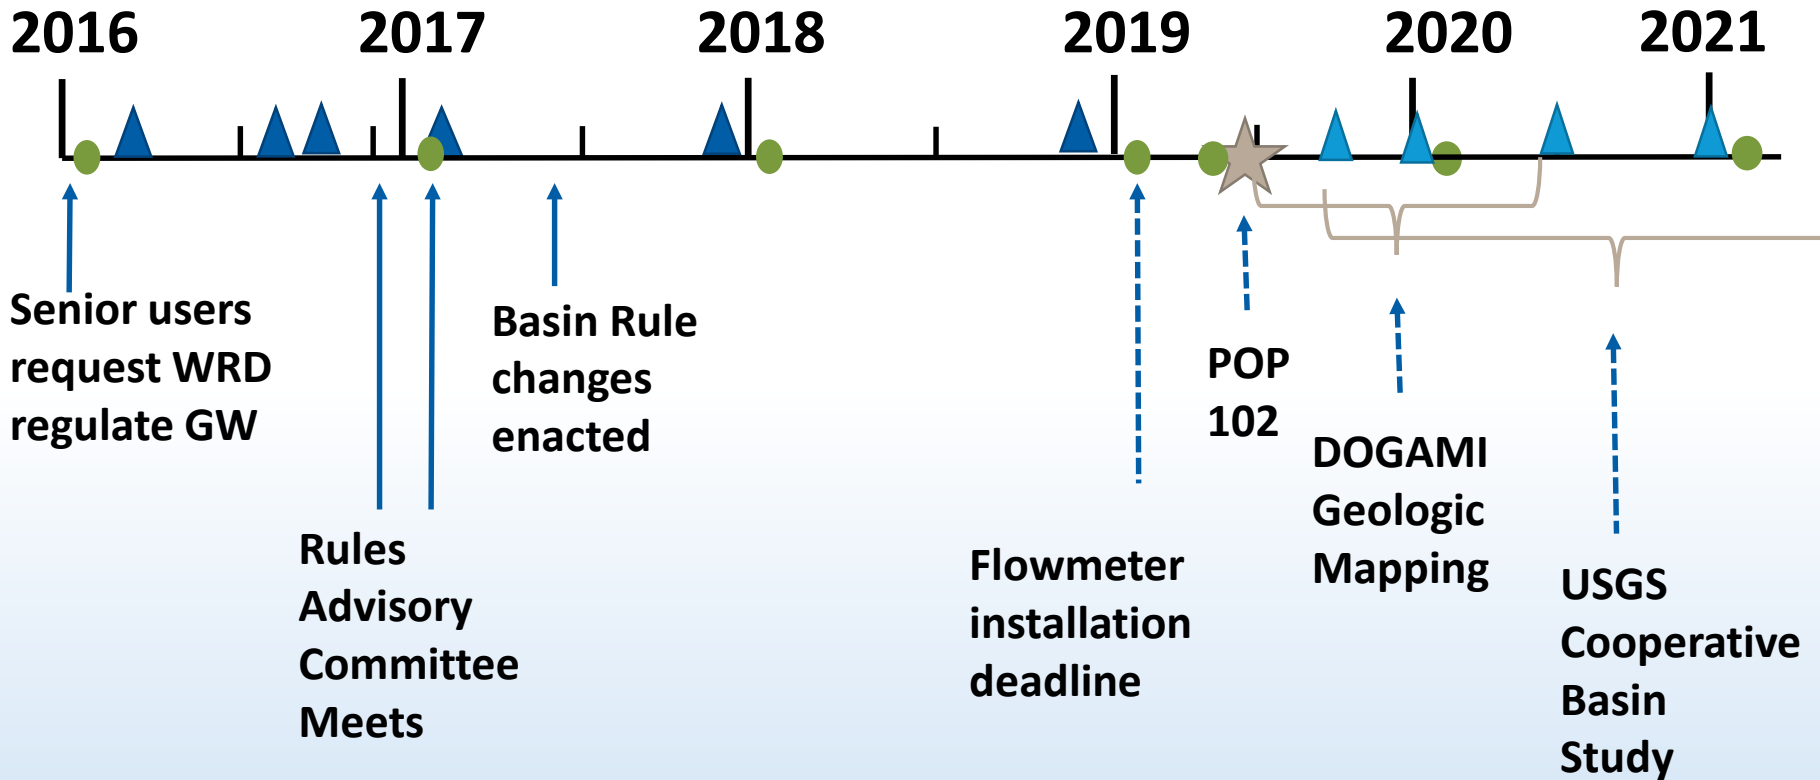 2016
2017
2018
2019
2020
2021
Senior users
request WRD
regulate GW
Rules
Advisory
Committee
Meets
Basin Rule
changes
enacted
Flowmeter
installation
deadline
POP
102
DOGAMI
Geologic
Mapping
USGS
Cooperative
Basin
Study